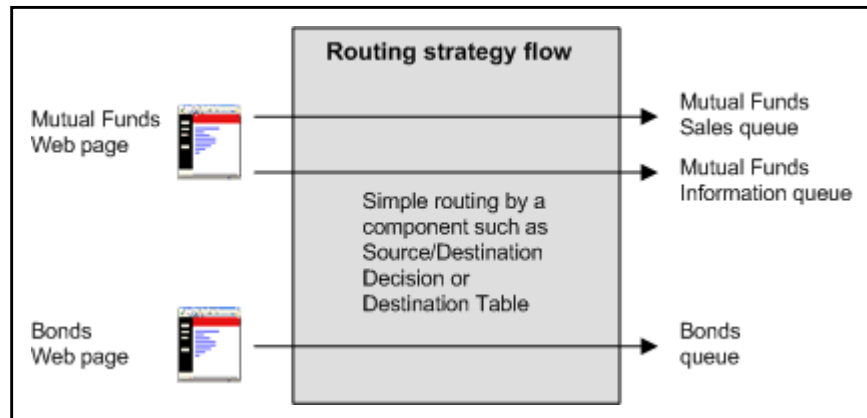 Routing strategy flow
Mutual Funds
Web page
Mutual Funds
Sales queue
Mutual Funds
Information queue
Simple routing by a
component such as
Source/Destination
Decision or
Destination Table
Bonds
Web page
Bonds
queue